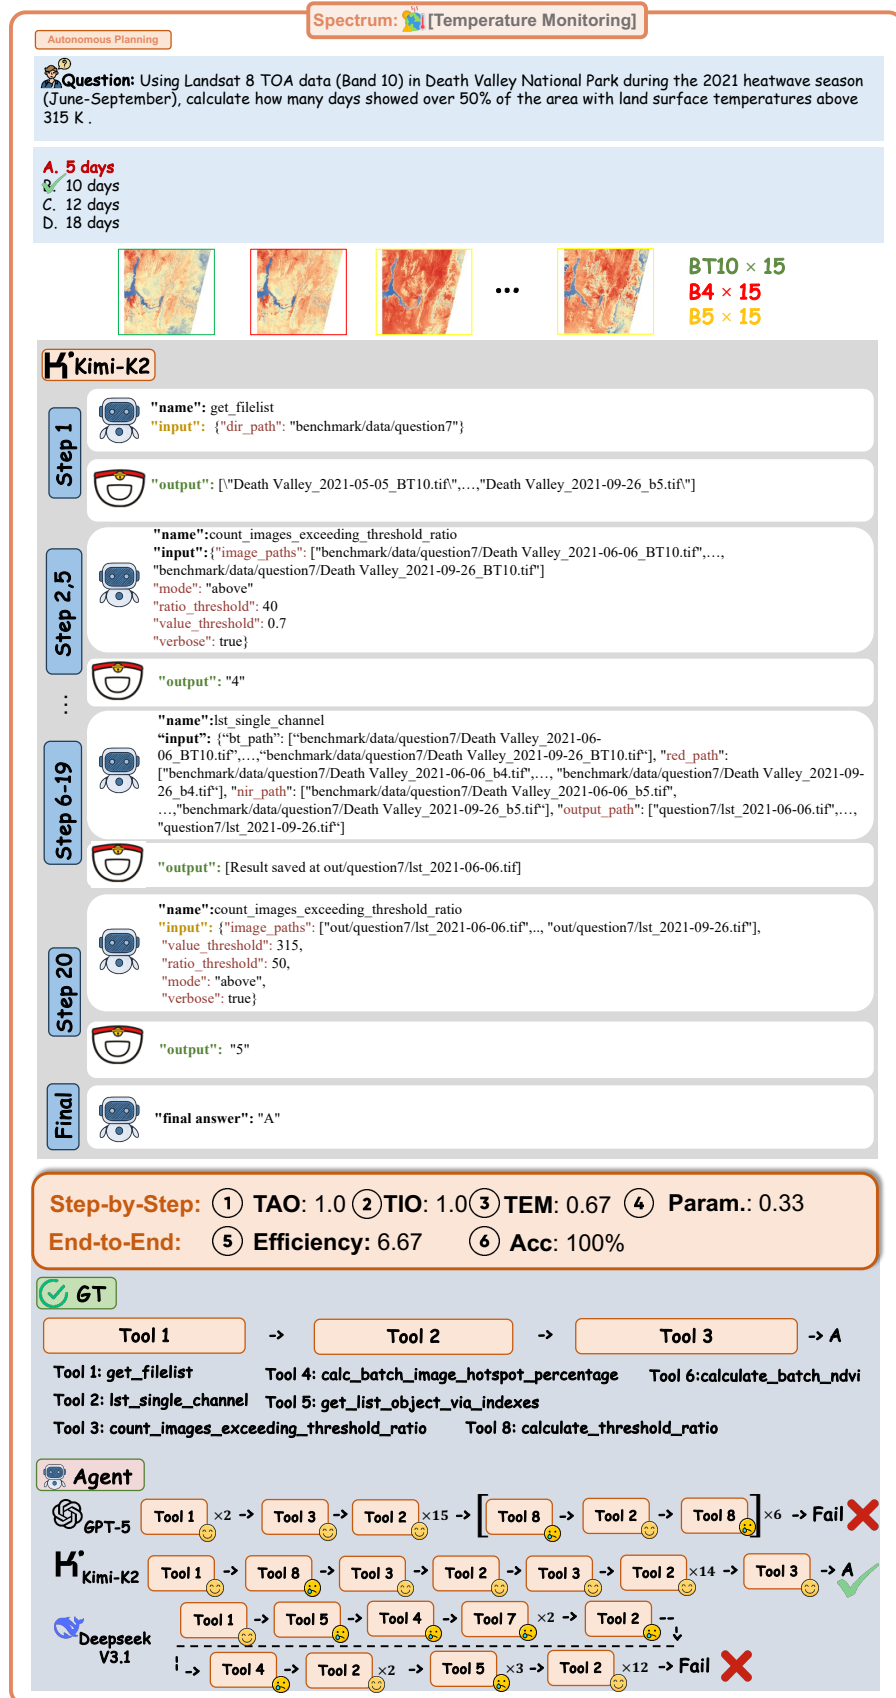 Spectrum: [Temperature Monitoring]
Autonomous Planning
Question: Using Landsat 8 TOA data (Band 10) in Death Valley National Park during the 2021 heatwave season
(June-September), calculate how many days showed over 50% of the area with land surface temperatures above
315 K .
A. 5 days
B. 10 days
C. 12 days
D. 18 days
...
BT10 × 15
B4 × 15
B5 × 15
Kimi-K2
Step 1
"name": get_filelist
"input": {"dir_path": "benchmark/data/question7"}
"output": [\"Death Valley_2021-05-05_BT10.tif\",…,"Death Valley_2021-09-26_b5.tif\"]
Step 2,5
"name":count_images_exceeding_threshold_ratio
"input":{"image_paths": ["benchmark/data/question7/Death Valley_2021-06-06_BT10.tif",…,
"benchmark/data/question7/Death Valley_2021-09-26_BT10.tif"]
"mode": "above"
"ratio_threshold": 40
"value_threshold": 0.7
"verbose": true}
"output": "4"
...
Step 6-19
"name":lst_single_channel
“input”: {“bt_path”: [“benchmark/data/question7/Death Valley_2021-06-
06_BT10.tif”,…,“benchmark/data/question7/Death Valley_2021-09-26_BT10.tif“], "red_path":
["benchmark/data/question7/Death Valley_2021-06-06_b4.tif",…, "benchmark/data/question7/Death Valley_2021-09-
26_b4.tif“], "nir_path": ["benchmark/data/question7/Death Valley_2021-06-06_b5.tif",
…,"benchmark/data/question7/Death Valley_2021-09-26_b5.tif“], "output_path": ["question7/lst_2021-06-06.tif",…,
"question7/lst_2021-09-26.tif“]
"output": [Result saved at out/question7/lst_2021-06-06.tif]
Step 20
"name":count_images_exceeding_threshold_ratio
"input": {"image_paths": ["out/question7/lst_2021-06-06.tif",.., "out/question7/lst_2021-09-26.tif"],
"value_threshold": 315,
"ratio_threshold": 50,
"mode": "above",
"verbose": true}
"output": "5"
Final
"final answer": "A"
Step-by-Step: 1 TAO: 1.0 2 TIO: 1.0 3 TEM: 0.67 4 Param.: 0.33
End-to-End: 5 Efficiency: 6.67 6 Acc: 100%
GT
Tool 1 -> Tool 2 -> Tool 3 -> A
Tool 1: get_filelist Tool 4: calc_batch_image_hotspot_percentage Tool 6:calculate_batch_ndvi
Tool 2: lst_single_channel Tool 5: get_list_object_via_indexes
Tool 3: count_images_exceeding_threshold_ratio Tool 8: calculate_threshold_ratio
Agent
GPT-5 Tool 1 ×2 -> Tool 3 -> Tool 2 ×15 -> [Tool 8 -> Tool 2 -> Tool 8] ×6 -> Fail
Kimi-K2 Tool 1 -> Tool 8 -> Tool 3 -> Tool 2 -> Tool 3 -> Tool 2 ×14 -> Tool 3 -> A
Deepseek
V3.1
Tool 1 -> Tool 5 -> Tool 4 -> Tool 7 ×2 -> Tool 2
-> Tool 4 -> Tool 2 ×2 -> Tool 5 ×3 -> Tool 2 ×12 -> Fail